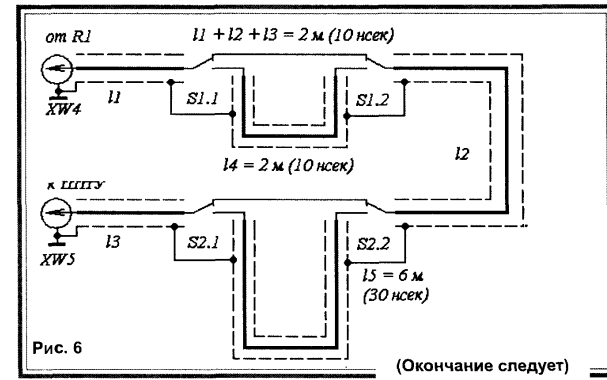 от R1
l1 + l2 + l3 = 2 м (10 нсек)
XW4
l1
S1.1
S1.2
l4 = 2 м (10 нсек)
l2
к ШПТУ
XW5
l3
S2.1
S2.2
l5 = 6 м
(30 нсек)
Рис. 6
(Окончание следует)